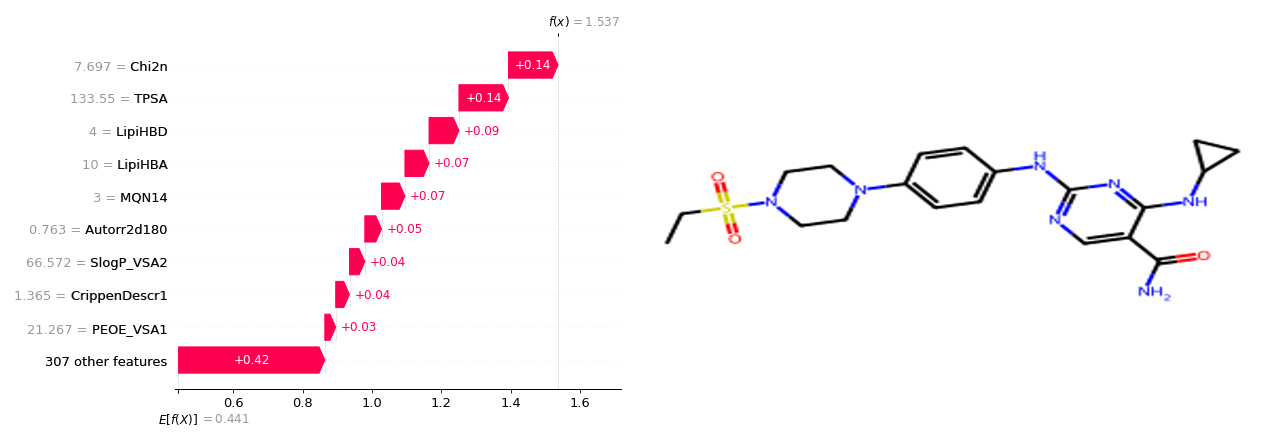 f(x) = 1.537
7.697 = Chi2n
+0.14
133.55 = TPSA
+0.14
4 = LipiHBD
+0.09
10 = LipiHBA
+0.07
3 = MQN14
+0.07
0.763 = Autorr2d180
+0.05
66.572 = SlogP_VSA2
+0.04
1.365 = CrippenDescr1
+0.04
21.267 = PEOE_VSA1
+0.03
307 other features
+0.42
0.6 0.8 1.0 1.2 1.4 1.6
E[f(X)] = 0.441
O
S
O
N
N
H
N
N
N
NH
O
NH2